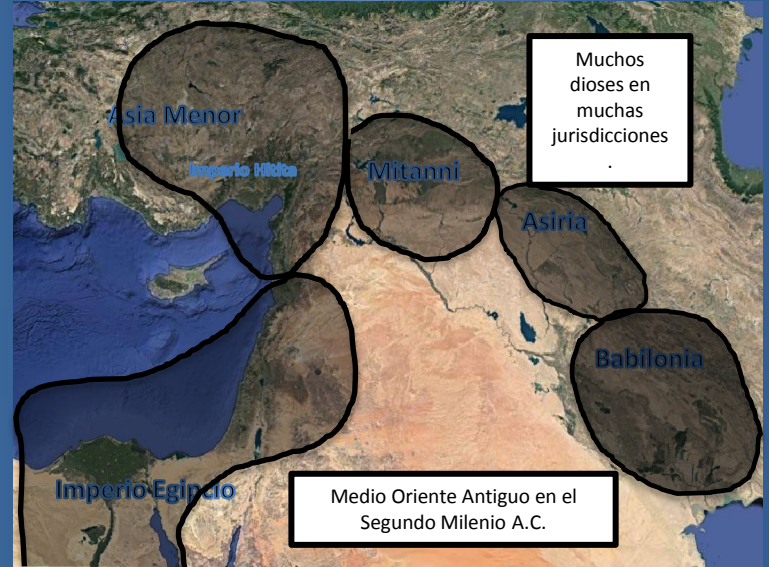 Muchos
dioses en
muchas
jurisdicciones
.
Asia Menor
Imperio Hitita
Mitanni
Asiria
Babilonia
Imperio Egipcio
Medio Oriente Antiguo en el
Segundo Milenio A.C.